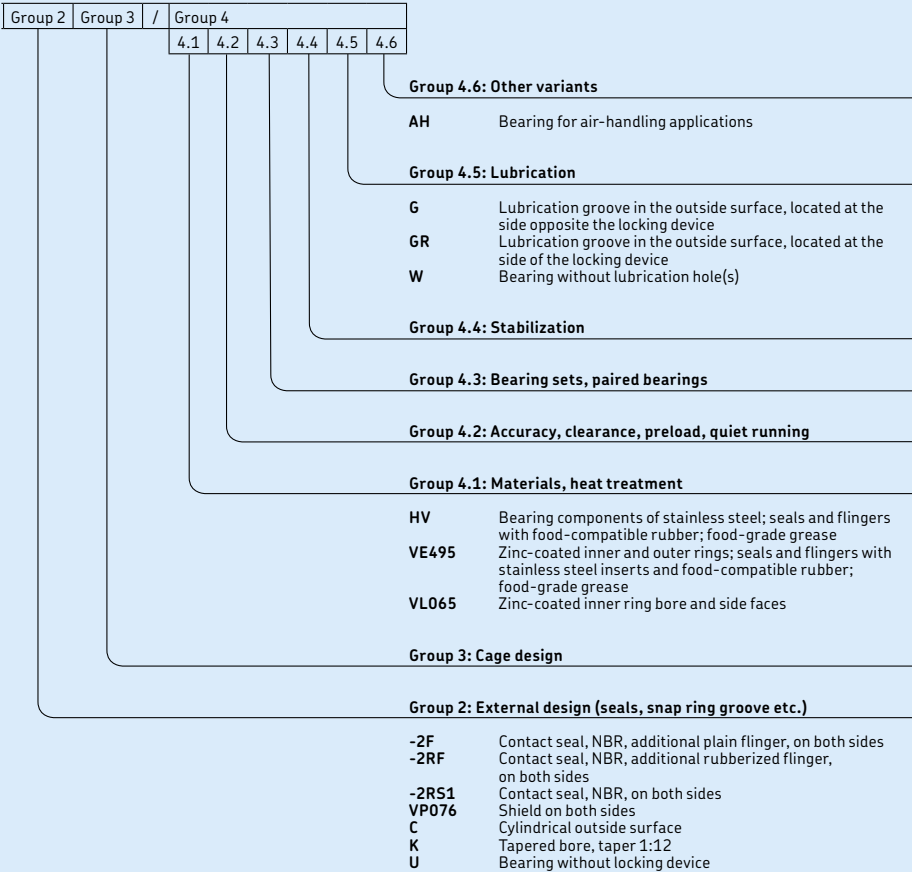 Group 2 Group 3 / Group 4
4.1 4.2 4.3 4.4 4.5 4.6
Group 4.6: Other variants
AH Bearing for air-handling applications
Group 4.5: Lubrication
G Lubrication groove in the outside surface, located at the
side opposite the locking device
GR Lubrication groove in the outside surface, located at the
side of the locking device
W Bearing without lubrication hole(s)
Group 4.4: Stabilization
Group 4.3: Bearing sets, paired bearings
Group 4.2: Accuracy, clearance, preload, quiet running
Group 4.1: Materials, heat treatment
HV Bearing components of stainless steel; seals and flingers
with food-compatible rubber; food-grade grease
VE495 Zinc-coated inner and outer rings; seals and flingers with
stainless steel inserts and food-compatible rubber;
food-grade grease
VL065 Zinc-coated inner ring bore and side faces
Group 3: Cage design
Group 2: External design (seals, snap ring groove etc.)
-2F Contact seal, NBR, additional plain flinger, on both sides
-2RF Contact seal, NBR, additional rubberized flinger,
on both sides
-2RS1 Contact seal, NBR, on both sides
VP076 Shield on both sides
C Cylindrical outside surface
K Tapered bore, taper 1:12
U Bearing without locking device